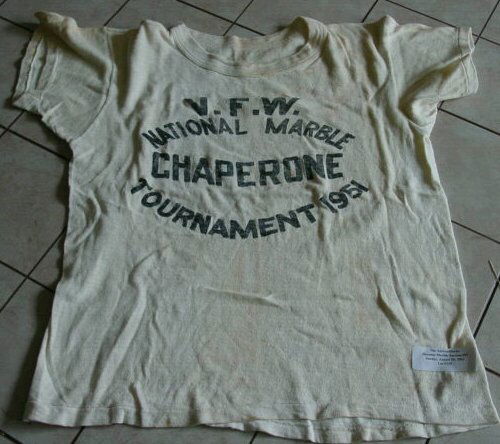 V.F.W.
NATIONAL MARBLE
CHAPERONE
TOURNAMENT 1951